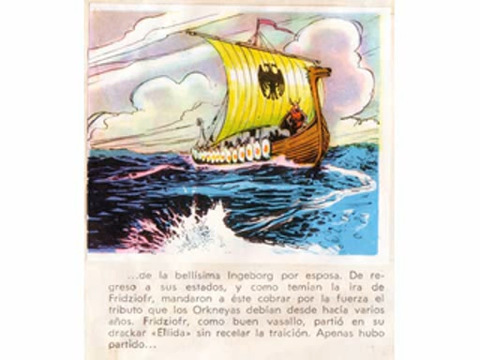 ...de la bellísima Ingeborg por esposa. De re-
greso a sus estados, y como temían la ira de
Fridziofr, mandaron a éste cobrar por la fuerza el
tributo que los Orkneyas debían desde hacía varios
años. Fridziofr, como buen vasallo, partió en su
drackar «Ellida» sin recelar la traición. Apenas hubo
partido...